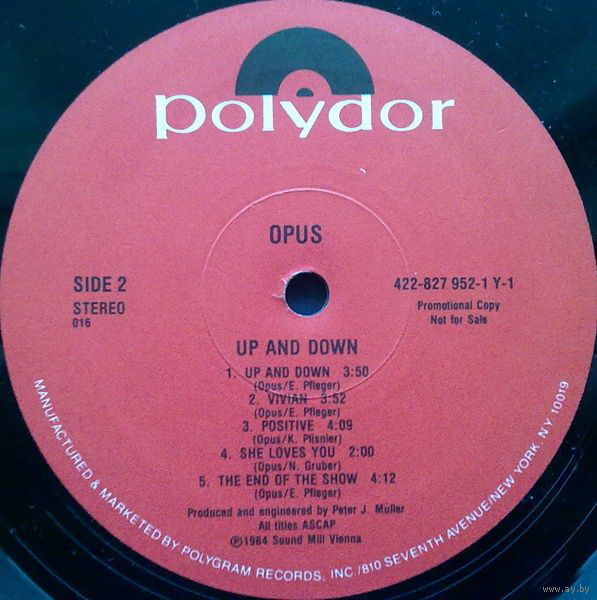 polydor
OPUS
SIDE 2
STEREO
016
422-827 952-1 Y-1
Promotional Copy
Not for Sale
UP AND DOWN
1. UP AND DOWN 3:50
(Opus/E. Pfleger)
2. VIVIAN 3:52
(Opus/E. Pfleger)
3. POSITIVE 4:09
(Opus/K. Plisnier)
4. SHE LOVES YOU 2:00
(Opus/N. Gruber)
5. THE END OF THE SHOW 4:12
(Opus/E. Pfleger)
Produced and engineered by Peter J. Müller
All titles ASCAP
Ⓟ1984 Sound Mill Vienna
MANUFACTURED & MARKETED BY POLYGRAM RECORDS, INC./810 SEVENTH AVENUE/NEW YORK, NY 10019
www.ay.by